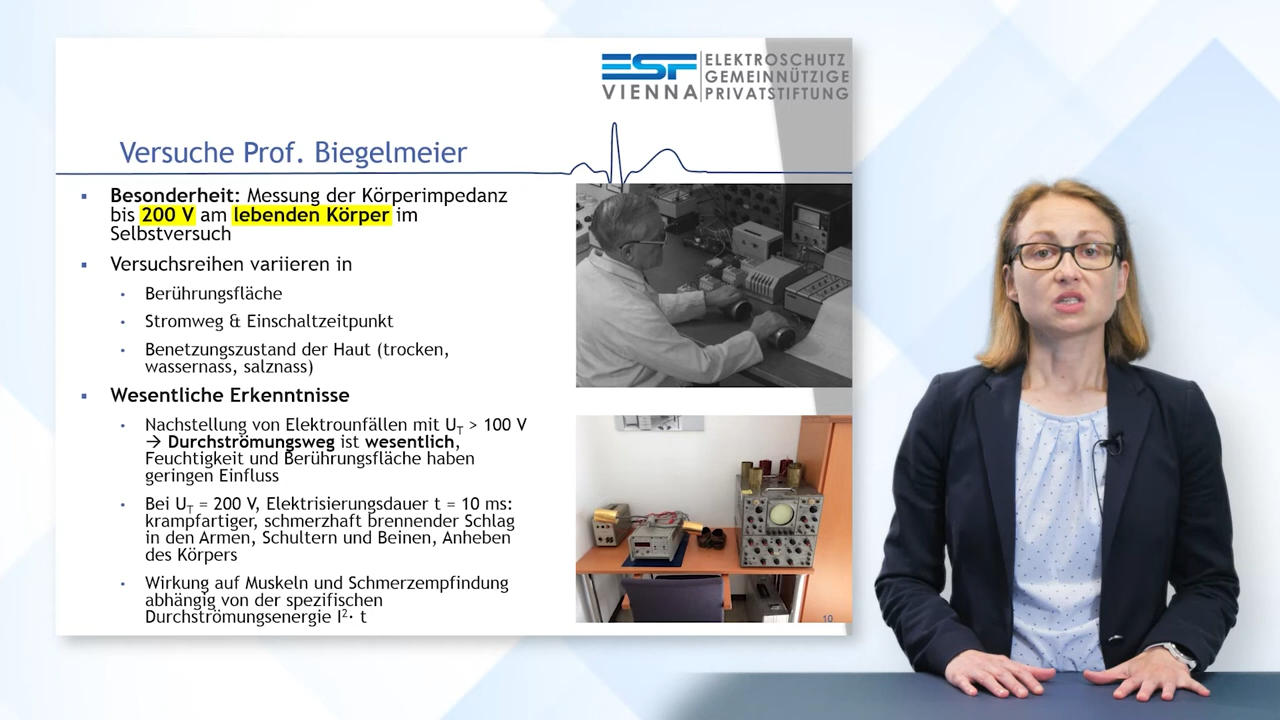 ESF
VIENNA
ELEKTROSCHUTZ
GEMEINNÜTZIGE
PRIVATSTIFTUNG
Versuche Prof. Biegelmeier
Besonderheit: Messung der Körperimpedanz
bis 200 V am lebenden Körper im
Selbstversuch
Versuchsreihen variieren in
Berührungsfläche
Stromweg & Einschaltzeitpunkt
Benetzungszustand der Haut (trocken,
wassernass, salznass)
Wesentliche Erkenntnisse
Nachstellung von Elektrounfällen mit U_T > 100 V
→ Durchströmungsweg ist wesentlich,
Feuchtigkeit und Berührungsfläche haben
geringen Einfluss
Bei U_T = 200 V, Elektrisierungsdauer t = 10 ms:
krampfartiger, schmerzhaft brennender Schlag
in den Armen, Schultern und Beinen, Anheben
des Körpers
Wirkung auf Muskeln und Schmerzempfindung
abhängig von der spezifischen
Durchströmungsenergie I²· t
10